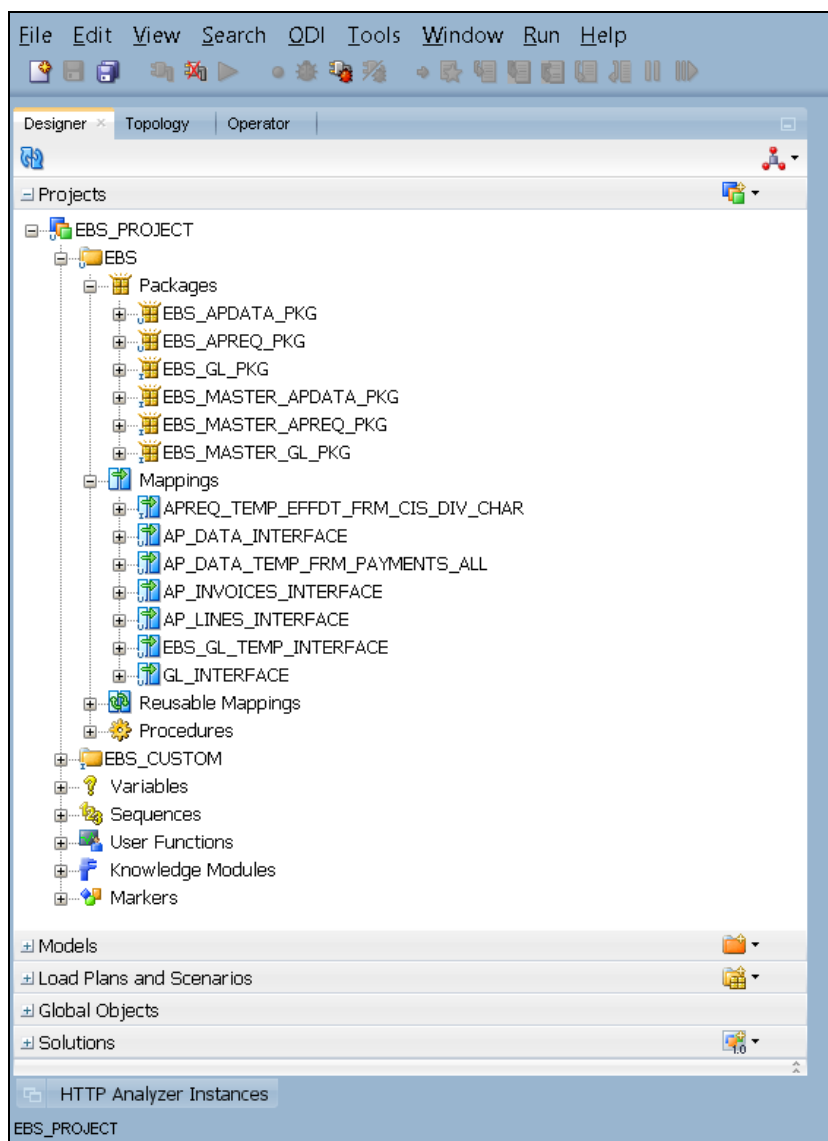 File Edit View Search ODI Tools Window Run Help
Designer Topology Operator
Projects
EBS_PROJECT
EBS
Packages
EBS_APDATA_PKG
EBS_APREQ_PKG
EBS_GL_PKG
EBS_MASTER_APDATA_PKG
EBS_MASTER_APREQ_PKG
EBS_MASTER_GL_PKG
Mappings
APREQ_TEMP_EFFDT_FRM_CIS_DIV_CHAR
AP_DATA_INTERFACE
AP_DATA_TEMP_FRM_PAYMENTS_ALL
AP_INVOICES_INTERFACE
AP_LINES_INTERFACE
EBS_GL_TEMP_INTERFACE
GL_INTERFACE
Reusable Mappings
Procedures
EBS_CUSTOM
Variables
Sequences
User Functions
Knowledge Modules
Markers
Models
Load Plans and Scenarios
Global Objects
Solutions
1.0
HTTP Analyzer Instances
EBS_PROJECT